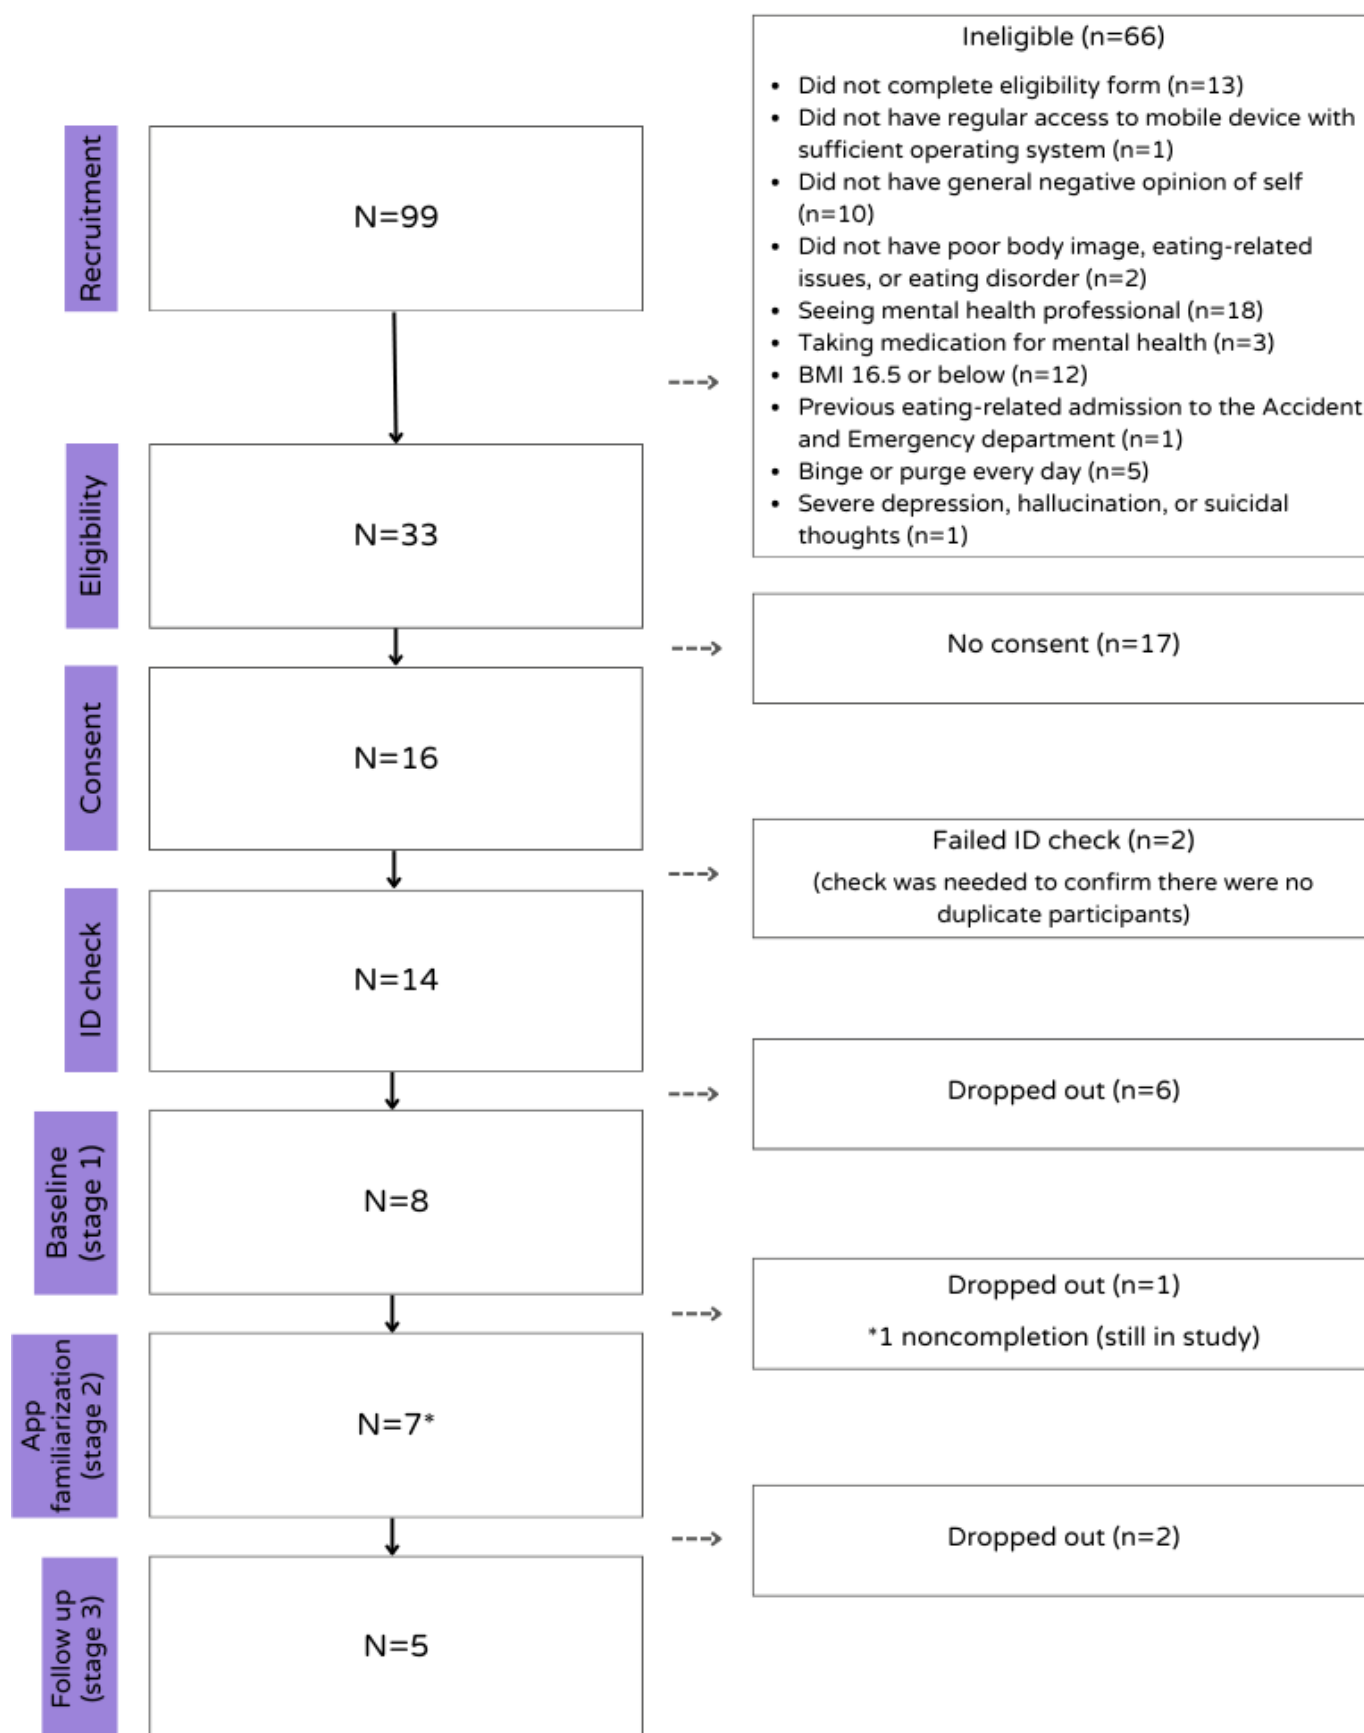 Recruitment
N=99
Ineligible (n=66)
• Did not complete eligibility form (n=13)
• Did not have regular access to mobile device with
sufficient operating system (n=1)
• Did not have general negative opinion of self
(n=10)
• Did not have poor body image, eating-related
issues, or eating disorder (n=2)
• Seeing mental health professional (n=18)
• Taking medication for mental health (n=3)
• BMI 16.5 or below (n=12)
• Previous eating-related admission to the Accident
and Emergency department (n=1)
• Binge or purge every day (n=5)
• Severe depression, hallucination, or suicidal
thoughts (n=1)
Eligibility
N=33
No consent (n=17)
Consent
N=16
Failed ID check (n=2)
(check was needed to confirm there were no
duplicate participants)
ID check
N=14
Dropped out (n=6)
Baseline
(stage 1)
N=8
Dropped out (n=1)
*1 noncompletion (still in study)
App
familiarization
(stage 2)
N=7*
Dropped out (n=2)
Follow up
(stage 3)
N=5